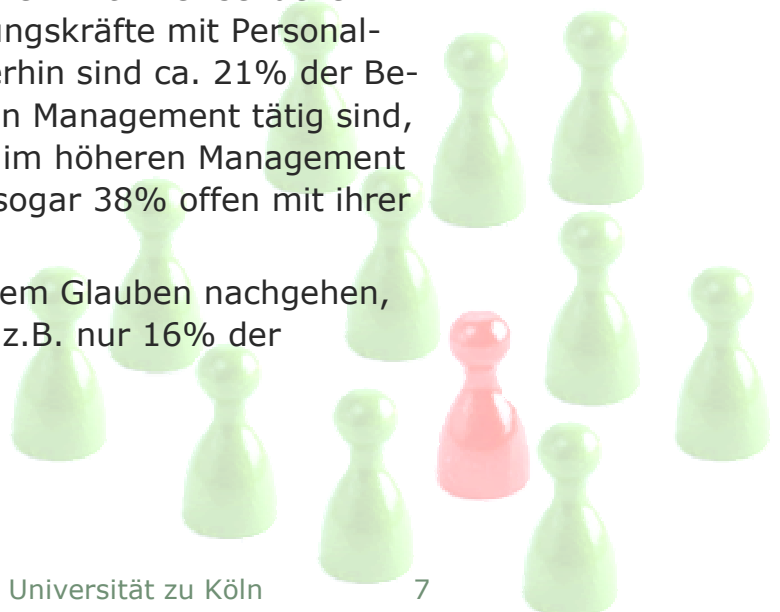 ungskräfte mit Personal-
erhin sind ca. 21% der Be-
n Management tätig sind,
im höheren Management
sogar 38% offen mit ihrer
em Glauben nachgehen,
z.B. nur 16% der
Universität zu Köln 7